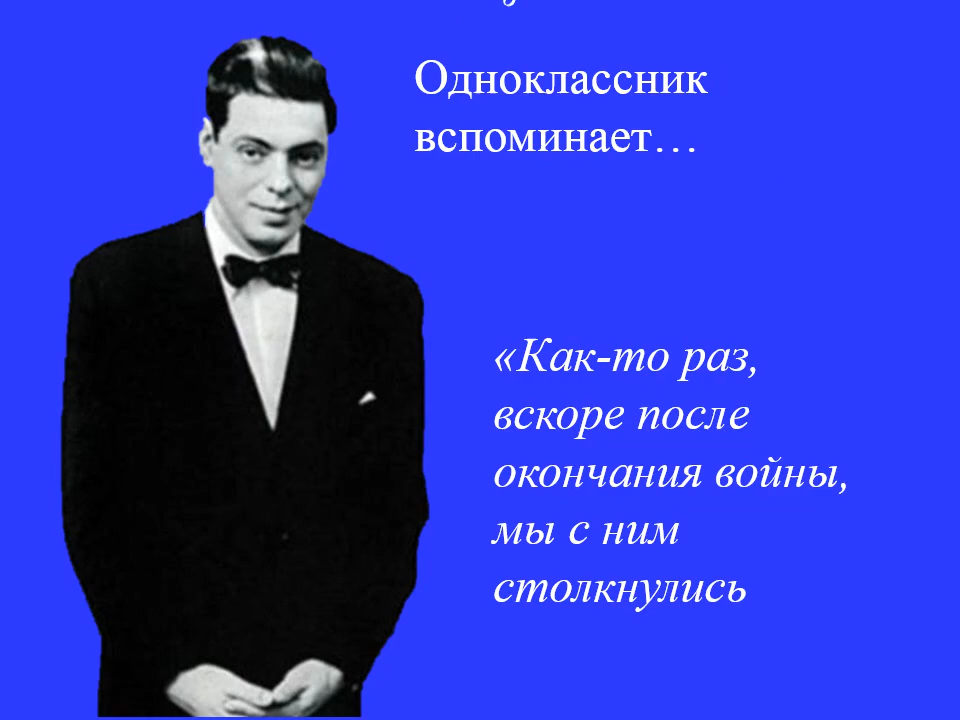 Одноклассник
вспоминает…
«Как-то раз,
вскоре после
окончания войны,
мы с ним
столкнулись